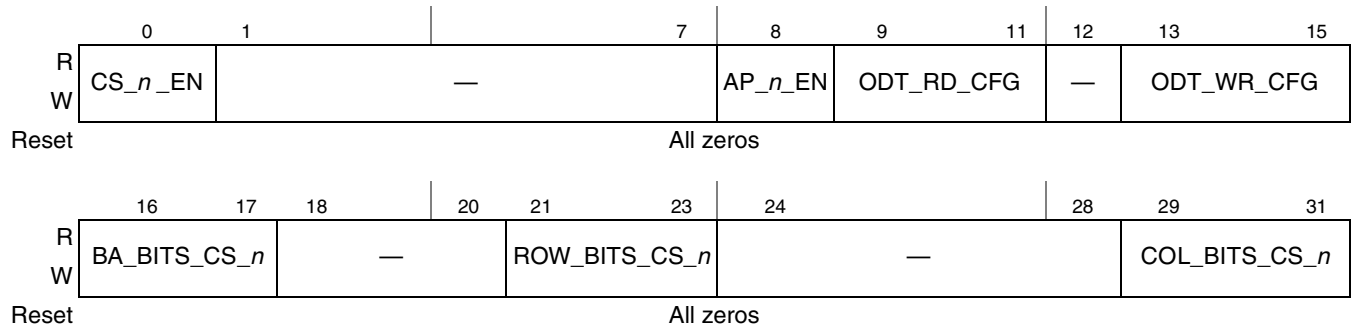 0 1 7 8 9 11 12 13 15
R
W
CS_n_EN — AP_n_EN ODT_RD_CFG — ODT_WR_CFG
Reset All zeros
16 17 18 20 21 23 24 28 29 31
R
W
BA_BITS_CS_n — ROW_BITS_CS_n — COL_BITS_CS_n
Reset All zeros